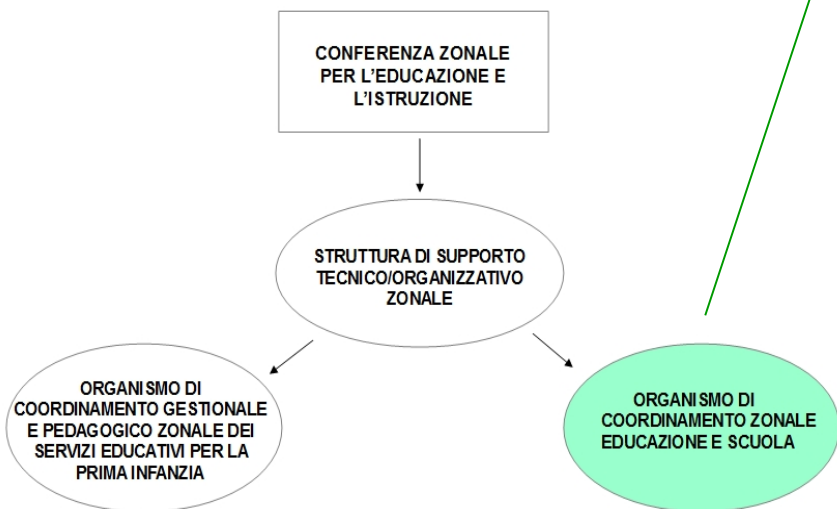 CONFERENZA ZONALE
PER L'EDUCAZIONE E
L'ISTRUZIONE
STRUTTURA DI SUPPORTO
TECNICO/ORGANIZZATIVO
ZONALE
ORGANISMO DI
COORDINAMENTO GESTIONALE
E PEDAGOGICO ZONALE DEI
SERVIZI EDUCATIVI PER LA
PRIMA INFANZIA
ORGANISMO DI
COORDINAMENTO ZONALE
EDUCAZIONE E SCUOLA